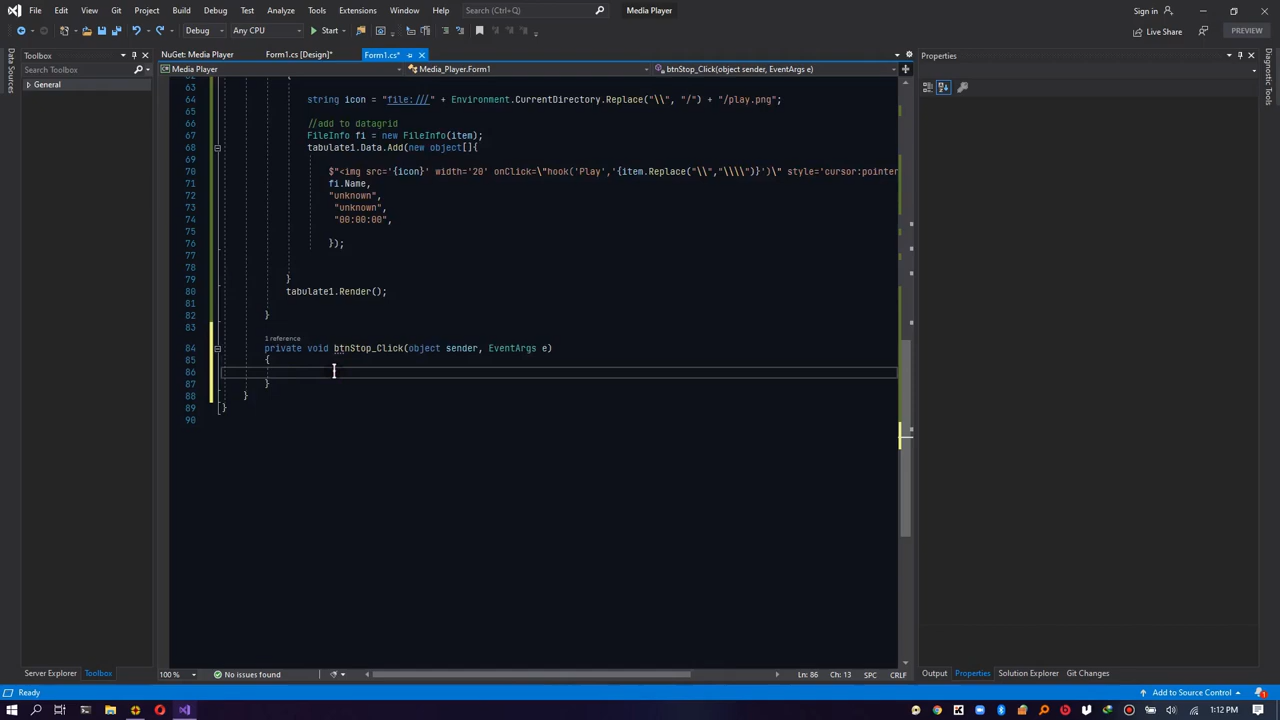 File Edit View Git Project Build Debug Test Analyze Tools Extensions Window Help Search (Ctrl+Q) Media Player Sign in
Debug Any CPU Start Live Share PREVIEW
Data Sources
Toolbox
NuGet: Media Player Form1.cs [Design]* Form1.cs*
Properties
Search Toolbox
Media Player Media_Player.Form1 btnStop_Click(object sender, EventArgs e)
General
Diagnostic Tools
63
64 string icon = "file:///" + Environment.CurrentDirectory.Replace("\\", "/") + "/play.png";
65
66 //add to datagrid
67 FileInfo fi = new FileInfo(item);
68 tabulate1.Data.Add(new object[]{
69
70 $"<img src='{icon}' width='20' onClick=\"hook('Play','{item.Replace("\\","\\\\")}')\" style='cursor:pointer
71 fi.Name,
72 "unknown",
73 "unknown",
74 "00:00:00",
75
76 });
77
78
79 }
80 tabulate1.Render();
81
82 }
83
1 reference
84 private void btnStop_Click(object sender, EventArgs e)
85 {
86
87 }
88 }
89 }
90
Server Explorer Toolbox
100 % No issues found Ln: 86 Ch: 13 SPC CRLF
Output Properties Solution Explorer Git Changes
Ready Add to Source Control 1
1:12 PM